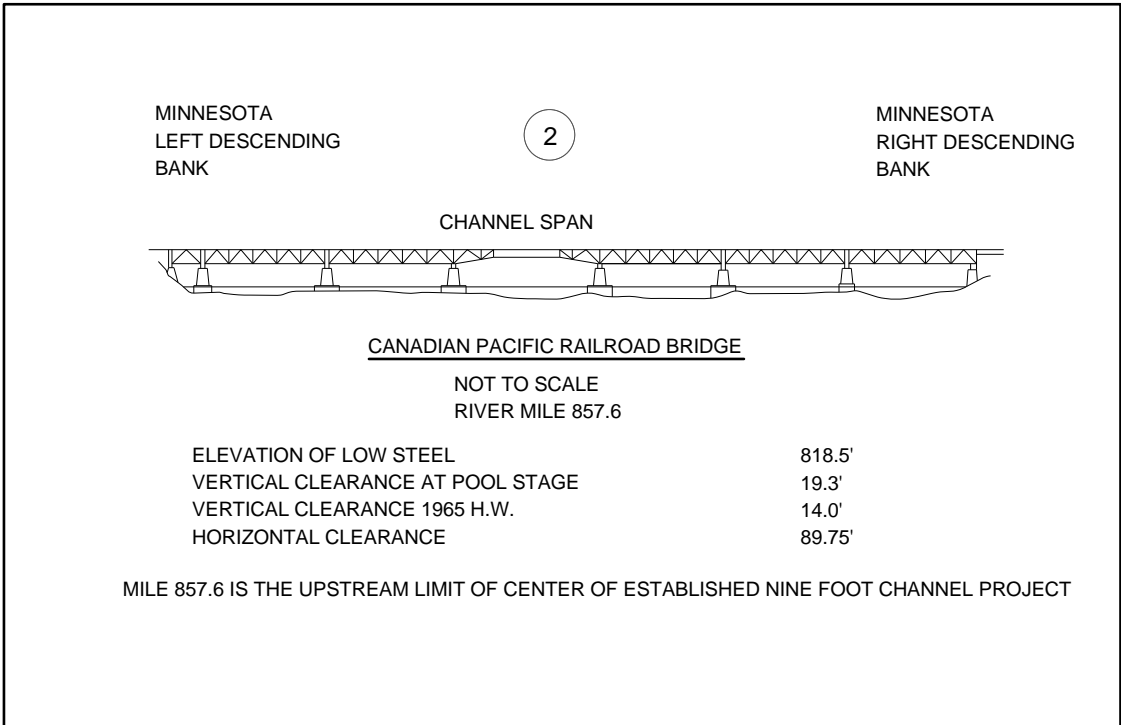 MINNESOTA
LEFT DESCENDING
BANK
2
MINNESOTA
RIGHT DESCENDING
BANK
CHANNEL SPAN
CANADIAN PACIFIC RAILROAD BRIDGE
NOT TO SCALE
RIVER MILE 857.6
ELEVATION OF LOW STEEL 818.5'
VERTICAL CLEARANCE AT POOL STAGE 19.3'
VERTICAL CLEARANCE 1965 H.W. 14.0'
HORIZONTAL CLEARANCE 89.75'
MILE 857.6 IS THE UPSTREAM LIMIT OF CENTER OF ESTABLISHED NINE FOOT CHANNEL PROJECT